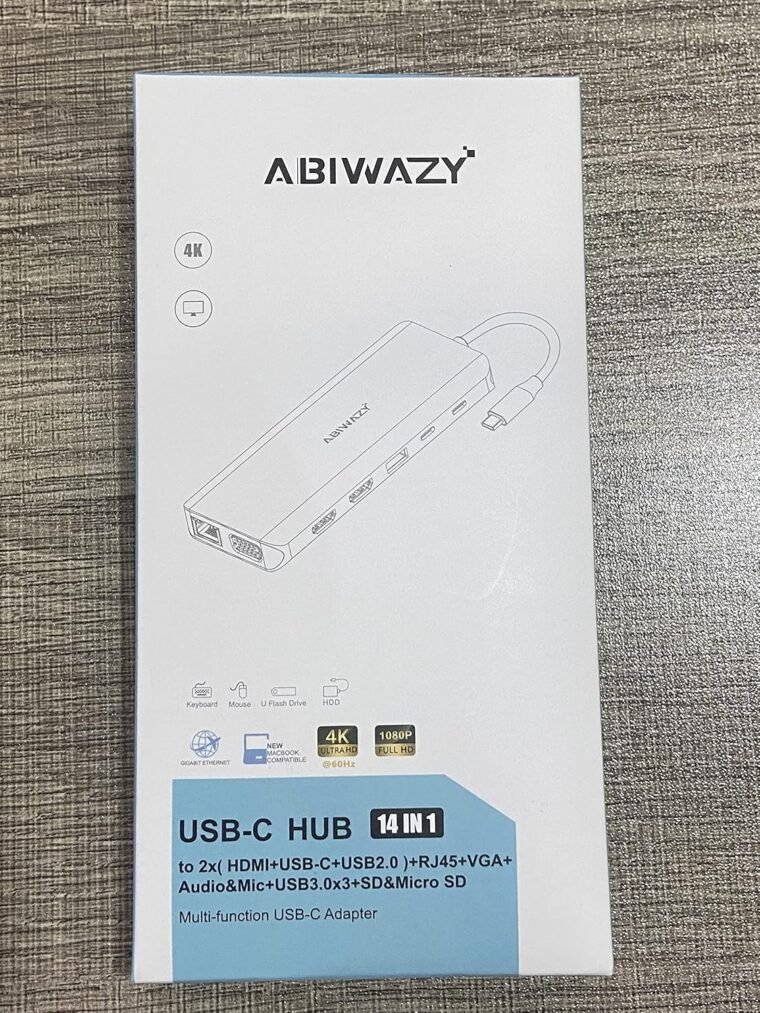 ABIWAZY
4K
ABIWAZY
Keyboard Mouse U Flash Drive HDD
GIGABIT ETHERNET
NEW
MACBOOK
COMPATIBLE
4K
ULTRA HD
@60Hz
1080P
FULL HD
USB-C HUB 14 IN 1
to 2x( HDMI+USB-C+USB2.0 )+RJ45+VGA+
Audio&Mic+USB3.0x3+SD&Micro SD
Multi-function USB-C Adapter